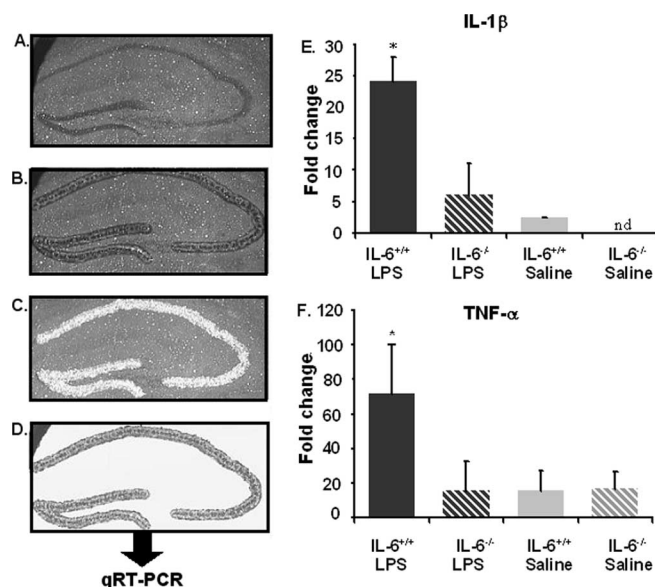 A.
B.
C.
D.
qRT-PCR
IL-1β
E.
Fold change
30
25
20
15
10
5
0
*
nd
IL-6+/+ LPS
IL-6-/- LPS
IL-6+/+ Saline
IL-6-/- Saline
F.
TNF-α
Fold change
120
100
80
60
40
20
0
*
IL-6+/+ LPS
IL-6-/- LPS
IL-6+/+ Saline
IL-6-/- Saline